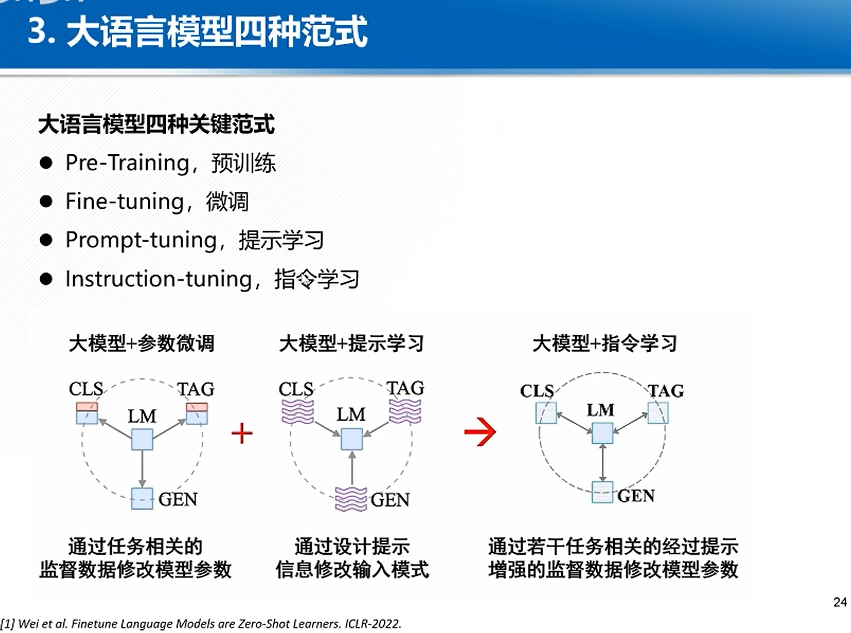 3. 大语言模型四种范式
大语言模型四种关键范式
● Pre-Training，预训练
● Fine-tuning，微调
● Prompt-tuning，提示学习
● Instruction-tuning，指令学习
大模型+参数微调
大模型+提示学习
大模型+指令学习
CLS
TAG
LM
GEN
+
CLS
TAG
LM
GEN
CLS
TAG
LM
GEN
通过任务相关的
监督数据修改模型参数
通过设计提示
信息修改输入模式
通过若干任务相关的经过提示
增强的监督数据修改模型参数
24
[1] Wei et al. Finetune Language Models are Zero-Shot Learners. ICLR-2022.